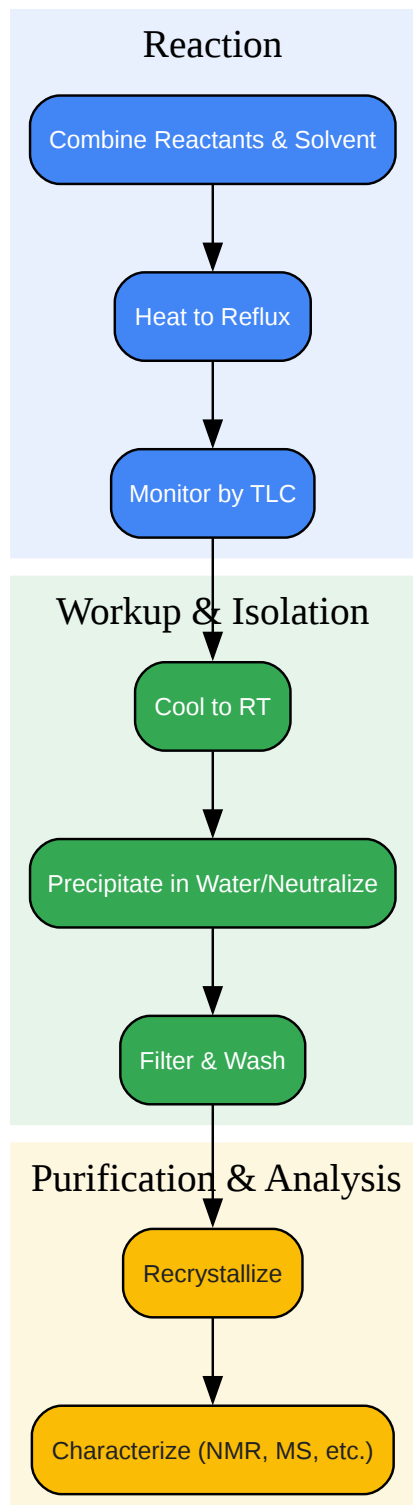 Reaction
Combine Reactants & Solvent
Heat to Reflux
Monitor by TLC
Workup & Isolation
Cool to RT
Precipitate in Water/Neutralize
Filter & Wash
Purification & Analysis
Recrystallize
Characterize (NMR, MS, etc.)